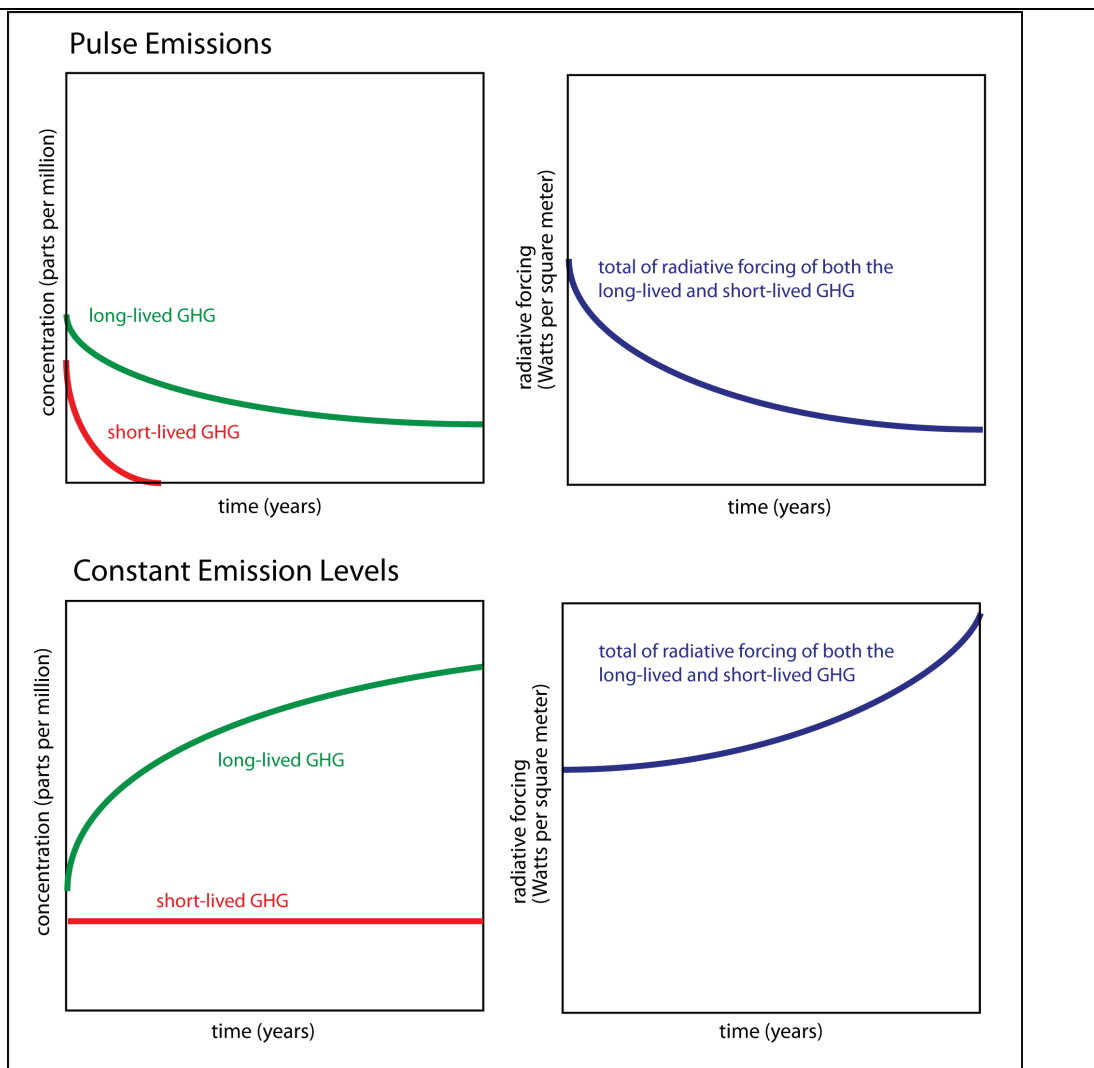 Pulse Emissions
concentration (parts per million)
long-lived GHG
short-lived GHG
time (years)
radiative forcing
(Watts per square meter)
total of radiative forcing of both the
long-lived and short-lived GHG
time (years)
Constant Emission Levels
concentration (parts per million)
long-lived GHG
short-lived GHG
time (years)
radiative forcing
(Watts per square meter)
total of radiative forcing of both the
long-lived and short-lived GHG
time (years)